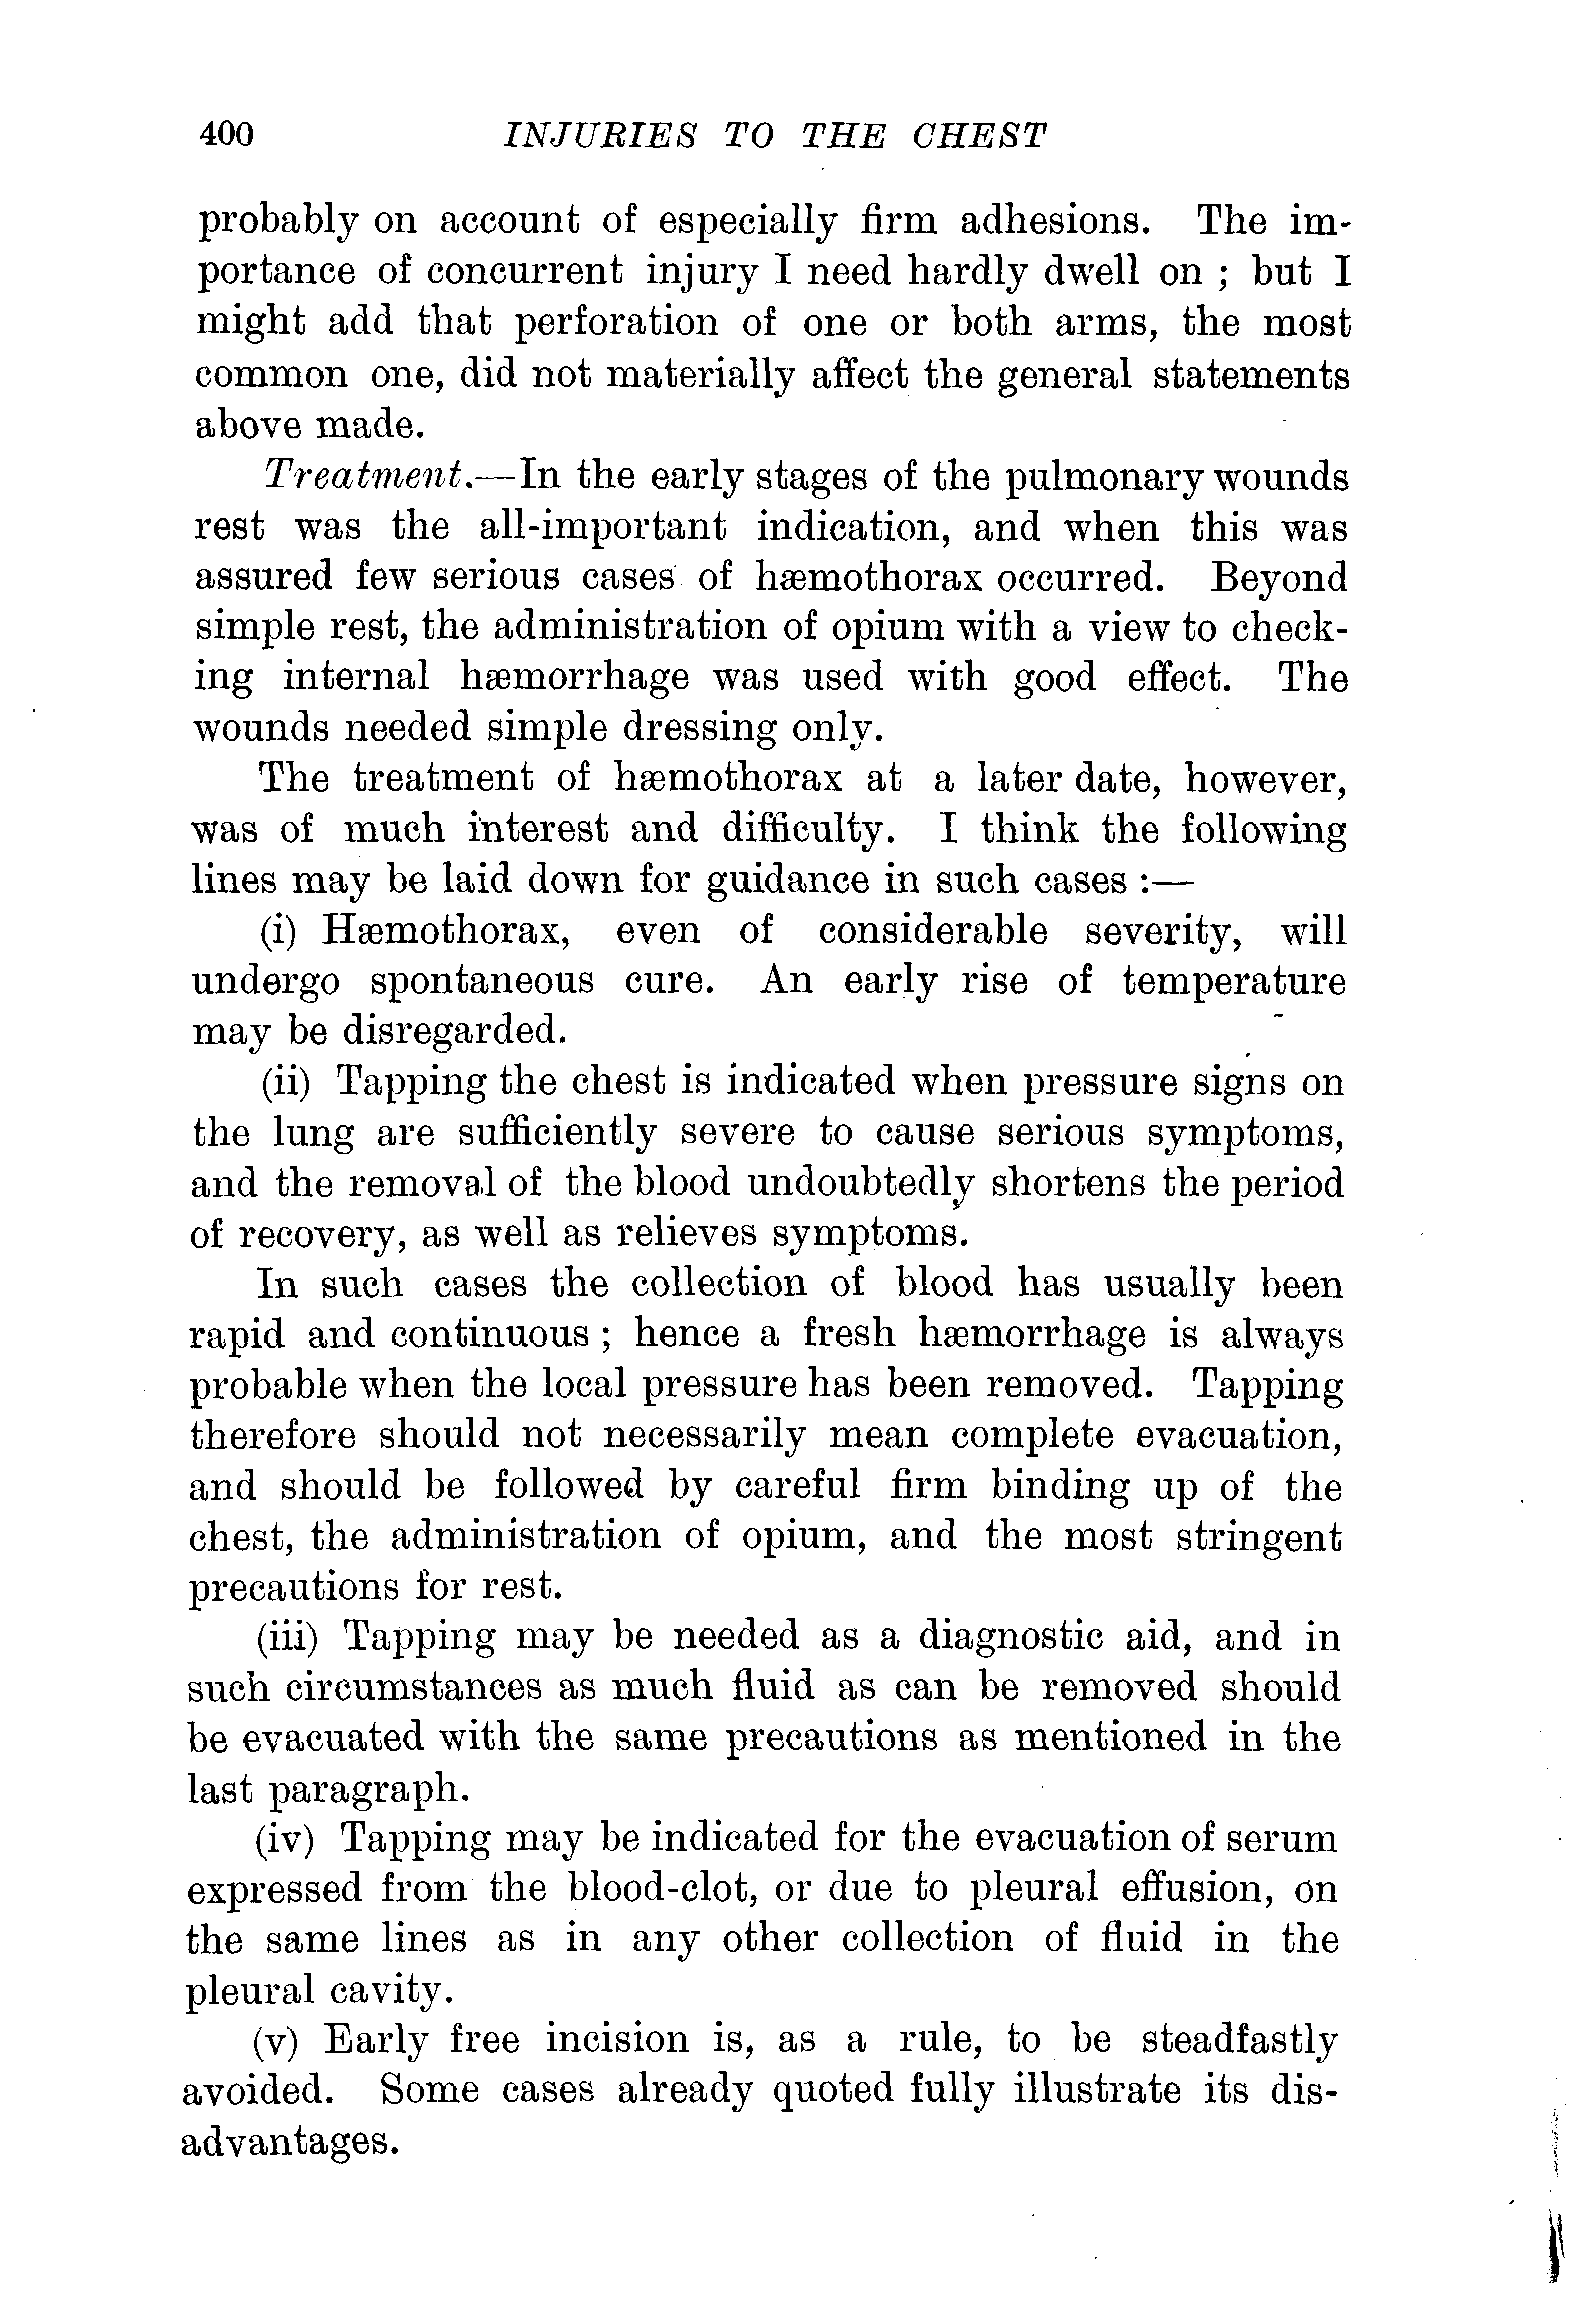 400 INJURIES TO THE CHEST
probably on account of especially firm adhesions. The im-
portance of concurrent injury I need hardly dwell on ; but I
might add that perforation of one or both arms, the most
common one, did not materially affect the general statements
above made.
Treatment.—In the early stages of the pulmonary wounds
rest was the all-important indication, and when this was
assured few serious cases of hæmothorax occurred. Beyond
simple rest, the administration of opium with a view to check-
ing internal hæmorrhage was used with good effect. The
wounds needed simple dressing only.
The treatment of hæmothorax at a later date, however,
was of much interest and difficulty. I think the following
lines may be laid down for guidance in such cases :—
(i) Hæmothorax, even of considerable severity, will
undergo spontaneous cure. An early rise of temperature
may be disregarded.
(ii) Tapping the chest is indicated when pressure signs on
the lung are sufficiently severe to cause serious symptoms,
and the removal of the blood undoubtedly shortens the period
of recovery, as well as relieves symptoms.
In such cases the collection of blood has usually been
rapid and continuous ; hence a fresh hæmorrhage is always
probable when the local pressure has been removed. Tapping
therefore should not necessarily mean complete evacuation,
and should be followed by careful firm binding up of the
chest, the administration of opium, and the most stringent
precautions for rest.
(iii) Tapping may be needed as a diagnostic aid, and in
such circumstances as much fluid as can be removed should
be evacuated with the same precautions as mentioned in the
last paragraph.
(iv) Tapping may be indicated for the evacuation of serum
expressed from the blood-clot, or due to pleural effusion, on
the same lines as in any other collection of fluid in the
pleural cavity.
(v) Early free incision is, as a rule, to be steadfastly
avoided. Some cases already quoted fully illustrate its dis-
advantages.